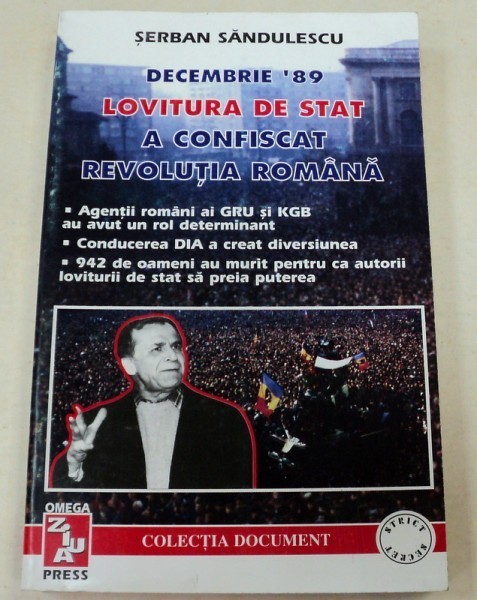 ȘERBAN SĂNDULESCU
DECEMBRIE '89
LOVITURA DE STAT
A CONFISCAT
REVOLUȚIA ROMÂNĂ
▪ Agenții români ai GRU și KGB
au avut un rol determinant
▪ Conducerea DIA a creat diversiunea
▪ 942 de oameni au murit pentru ca autorii
loviturii de stat să preia puterea
OMEGA
ZIUA
PRESS
COLECȚIA DOCUMENT
STRICT
SECRET